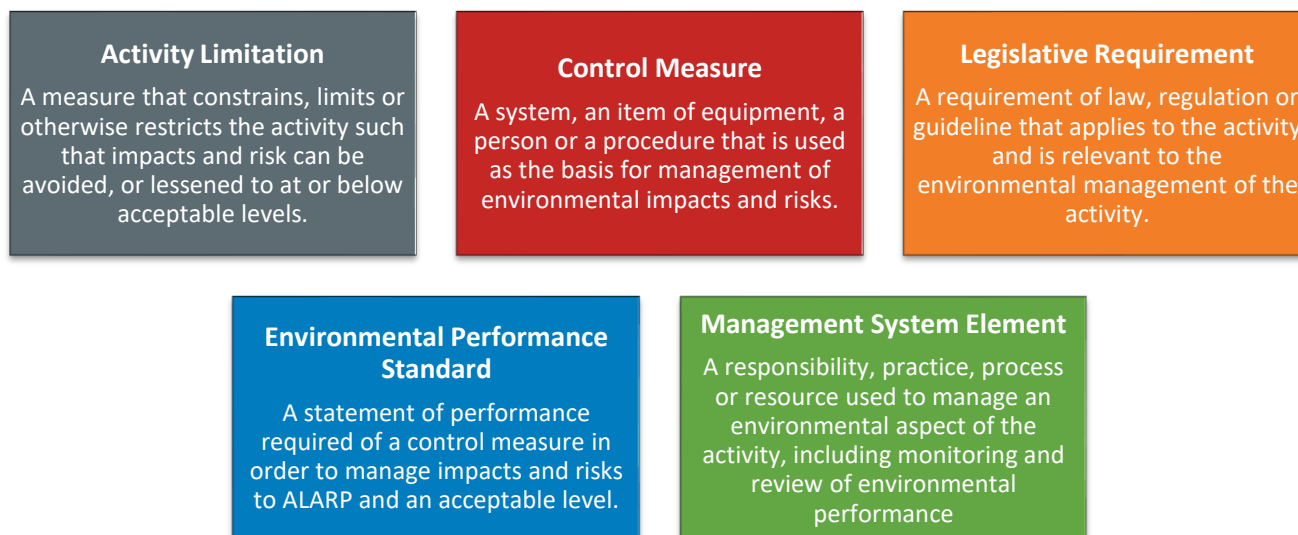 Activity Limitation
A measure that constrains, limits or
otherwise restricts the activity such
that impacts and risk can be
avoided, or lessened to at or below
acceptable levels.
Control Measure
A system, an item of equipment, a
person or a procedure that is used
as the basis for management of
environmental impacts and risks.
Legislative Requirement
A requirement of law, regulation or
guideline that applies to the activity
and is relevant to the
environmental management of the
activity.
Environmental Performance
Standard
A statement of performance
required of a control measure in
order to manage impacts and risks
to ALARP and an acceptable level.
Management System Element
A responsibility, practice, process
or resource used to manage an
environmental aspect of the
activity, including monitoring and
review of environmental
performance